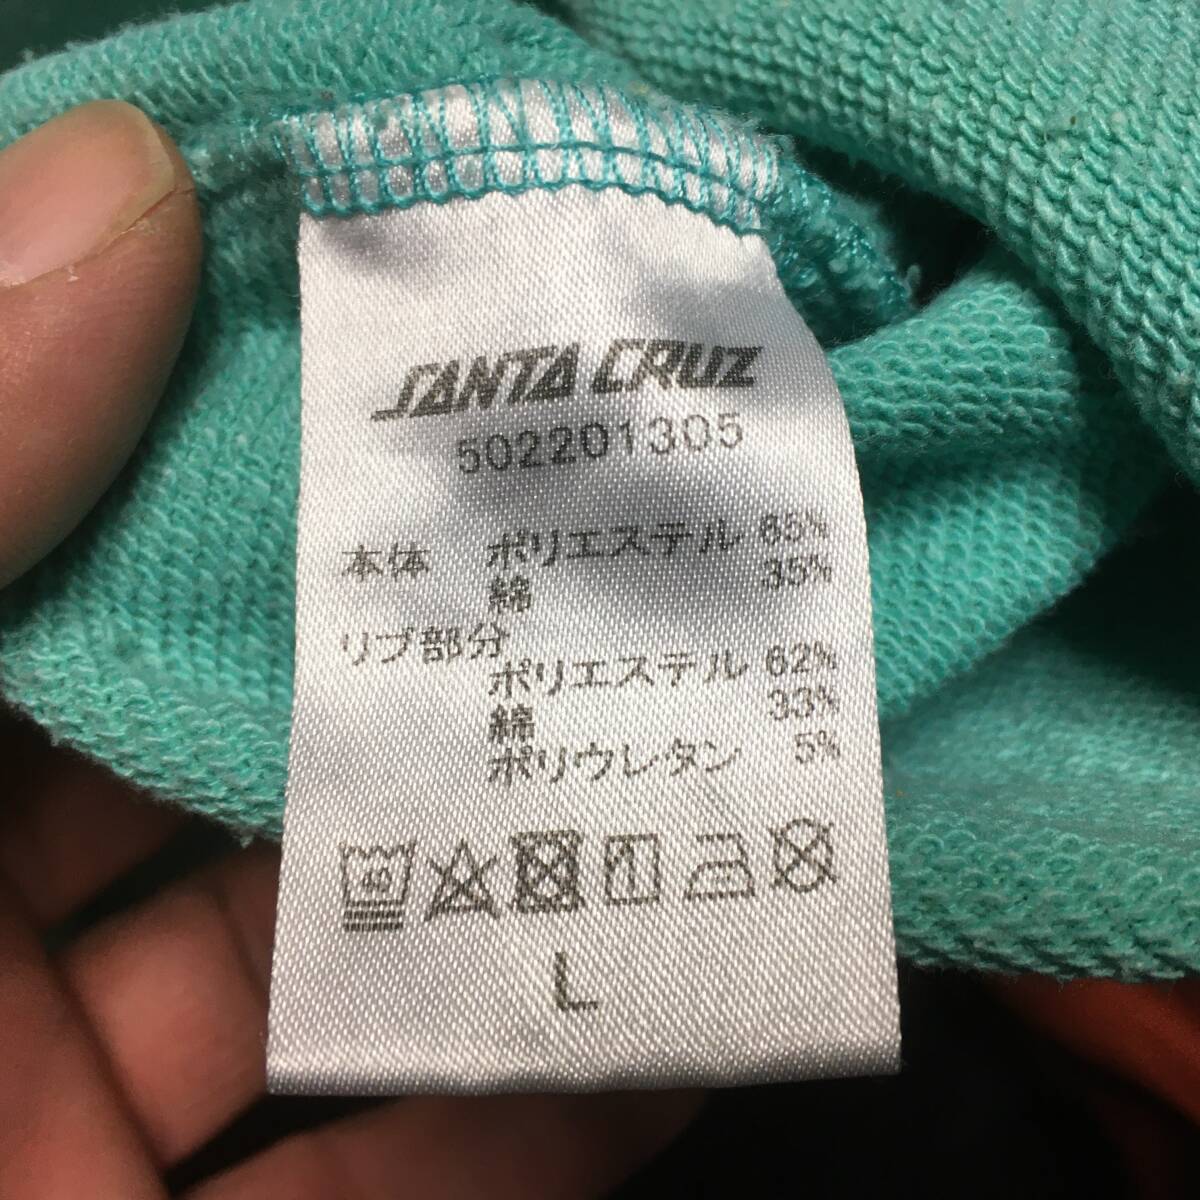 SANTA CRUZ
502201305
本体 ポリエステル 65%
綿 35%
リブ部分
ポリエステル 62%
綿 33%
ポリウレタン 5%
L